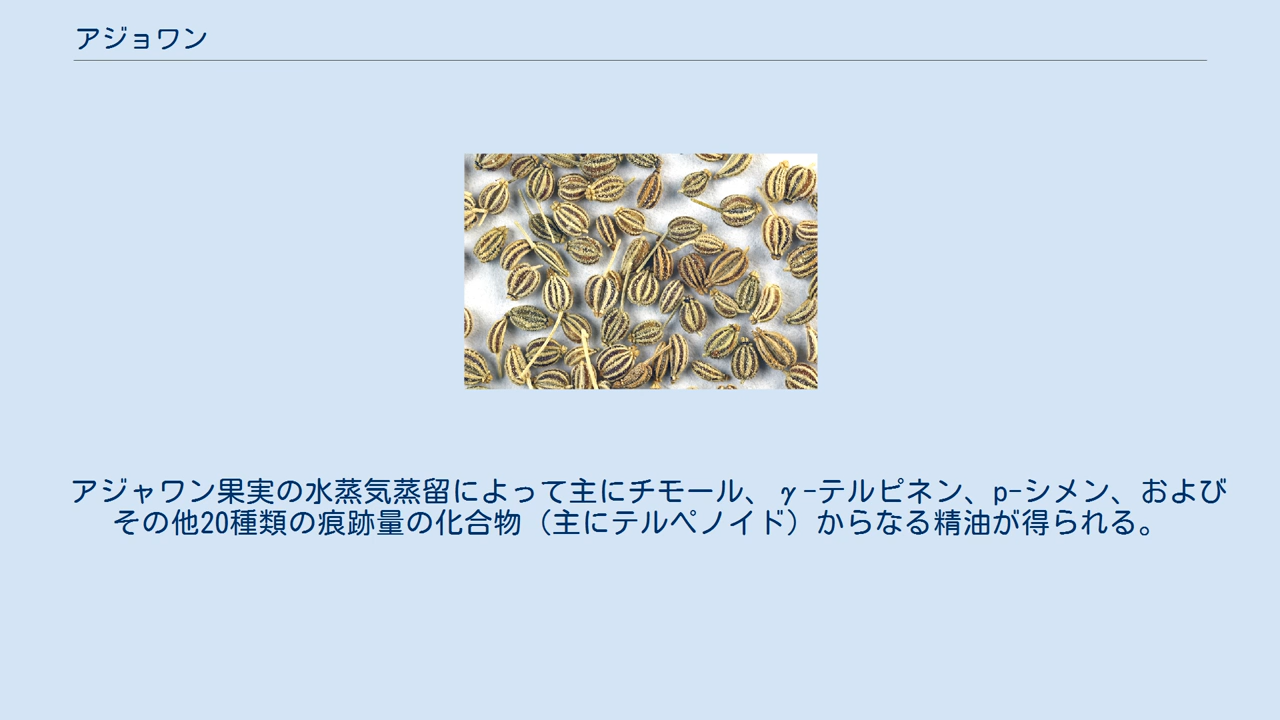 アジョワン
アジャワン果実の水蒸気蒸留によって主にチモール、γ-テルピネン、p-シメン、および
その他20種類の痕跡量の化合物（主にテルペノイド）からなる精油が得られる。